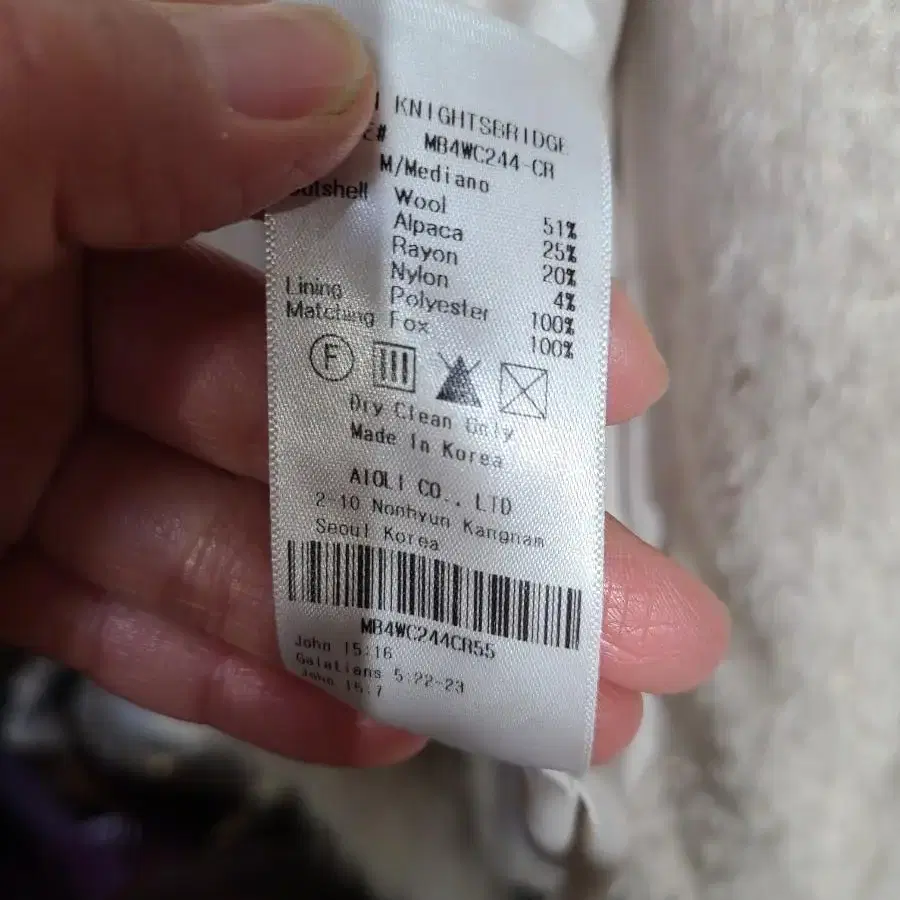 KNIGHTSBRIDGE
E# MB4WC244-CR
M/Mediano
outshell Wool 51%
Alpaca 25%
Rayon 20%
Nylon 4%
Lining Polyester 100%
Matching Fox 100%
F
Dry Clean Only
Made In Korea
AIOLI CO., LTD
2-10 Nonhyun Kangnam
Seoul Korea
MB4WC244CR55
John 15:16
Galatians 5:22-23
John 15:7